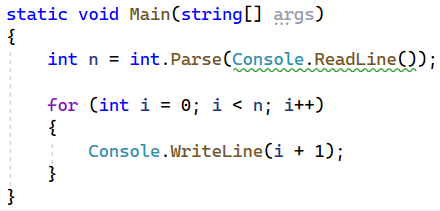 static void Main(string[] args)
{
    int n = int.Parse(Console.ReadLine());

    for (int i = 0; i < n; i++)
    {
        Console.WriteLine(i + 1);
    }
}